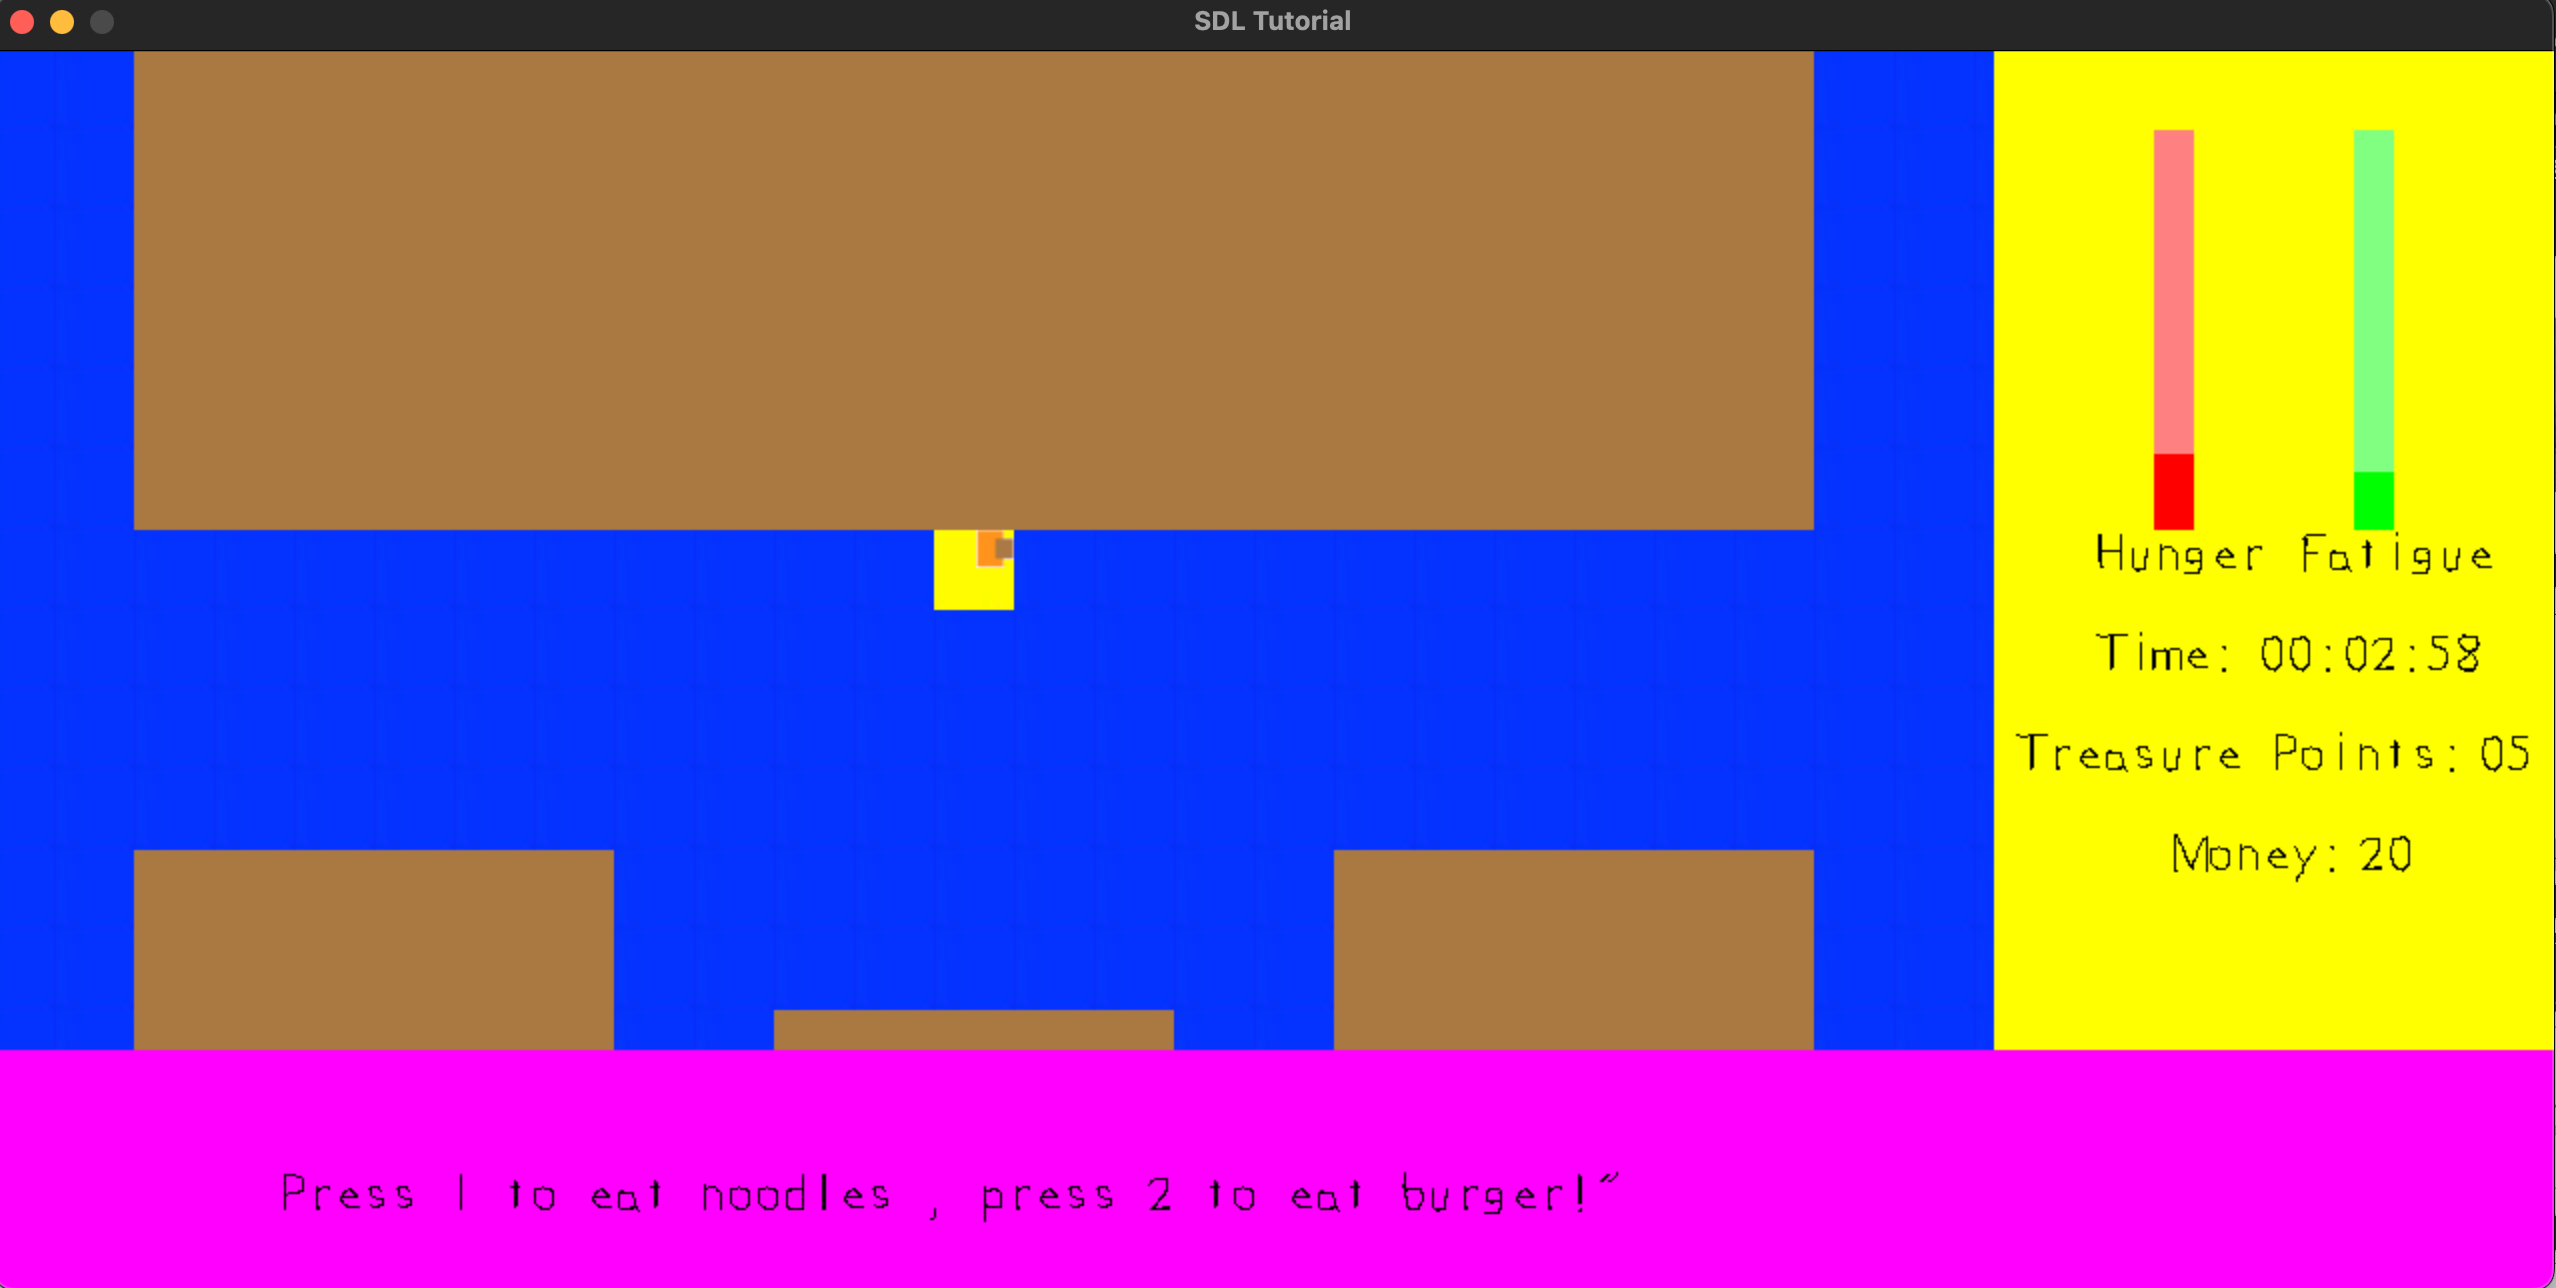 SDL Tutorial
Hunger Fatigue
Time: 00:02:58
Treasure Points: 05
Money: 20
Press 1 to eat noodles , press 2 to eat burger!"